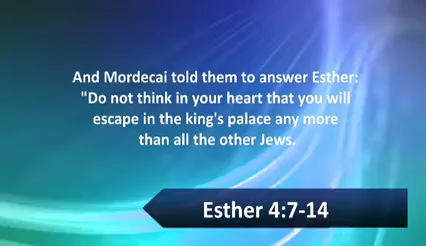 And Mordecai told them to answer Esther:
"Do not think in your heart that you will
escape in the king's palace any more
than all the other Jews.
Esther 4:7-14